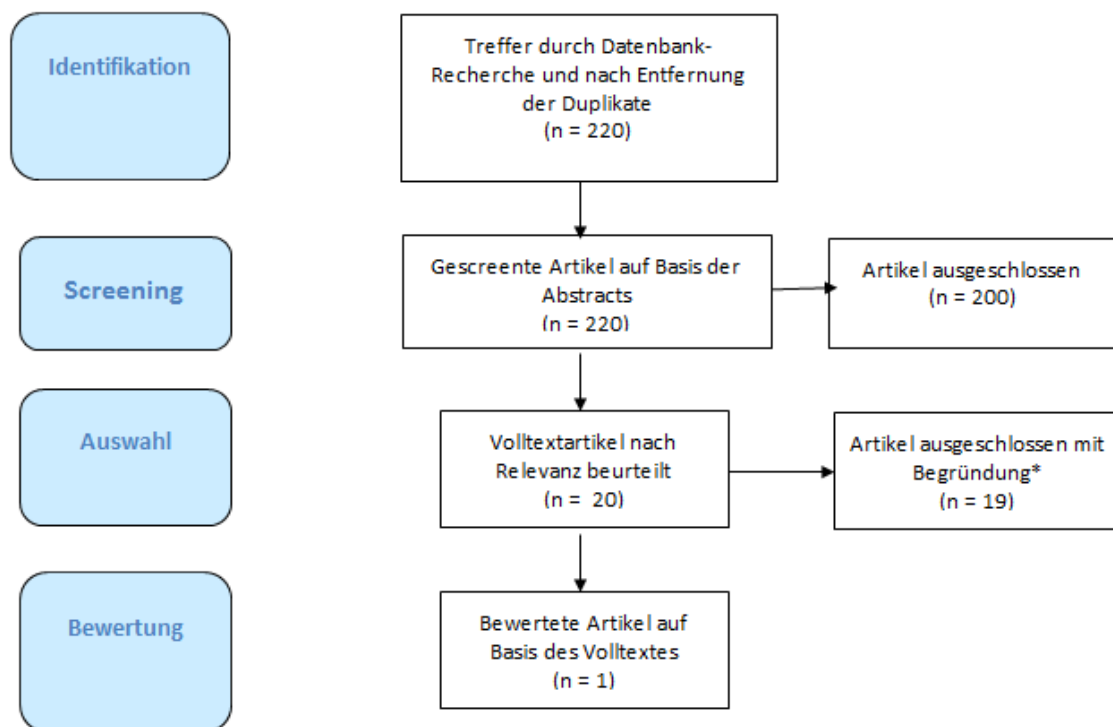 Identifikation
Treffer durch Datenbank-
Recherche und nach Entfernung
der Duplikate
(n = 220)
Screening
Gescreente Artikel auf Basis der
Abstracts
(n = 220)
Artikel ausgeschlossen
(n = 200)
Auswahl
Volltextartikel nach
Relevanz beurteilt
(n = 20)
Artikel ausgeschlossen mit
Begründung*
(n = 19)
Bewertung
Bewertete Artikel auf
Basis des Volltextes
(n = 1)